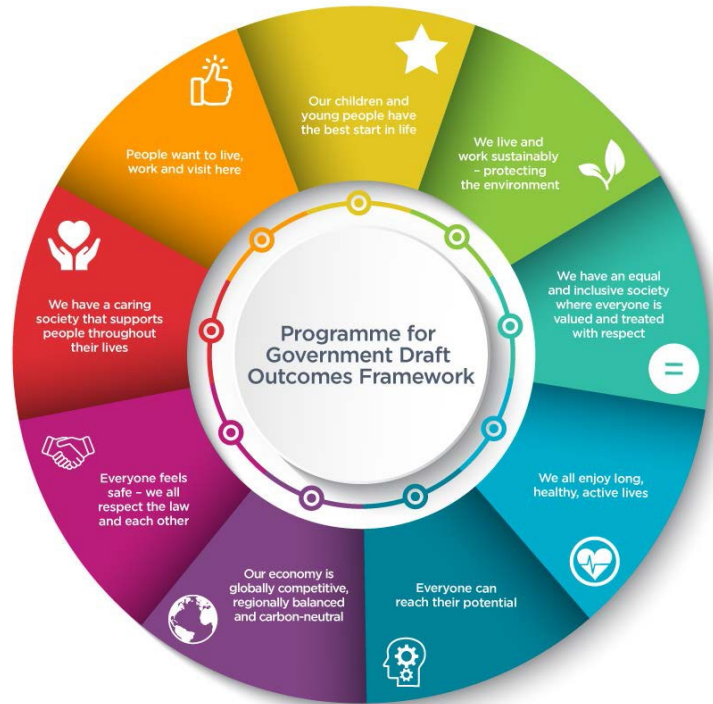 Our children and
young people have
the best start in life
We live and
work sustainably
– protecting
the environment
We have an equal
and inclusive society
where everyone is
valued and treated
with respect
=
We all enjoy long,
healthy, active lives
Everyone can
reach their potential
Our economy is
globally competitive,
regionally balanced
and carbon-neutral
Everyone feels
safe – we all
respect the law
and each other
We have a caring
society that supports
people throughout
their lives
People want to live,
work and visit here
Programme for
Government Draft
Outcomes Framework